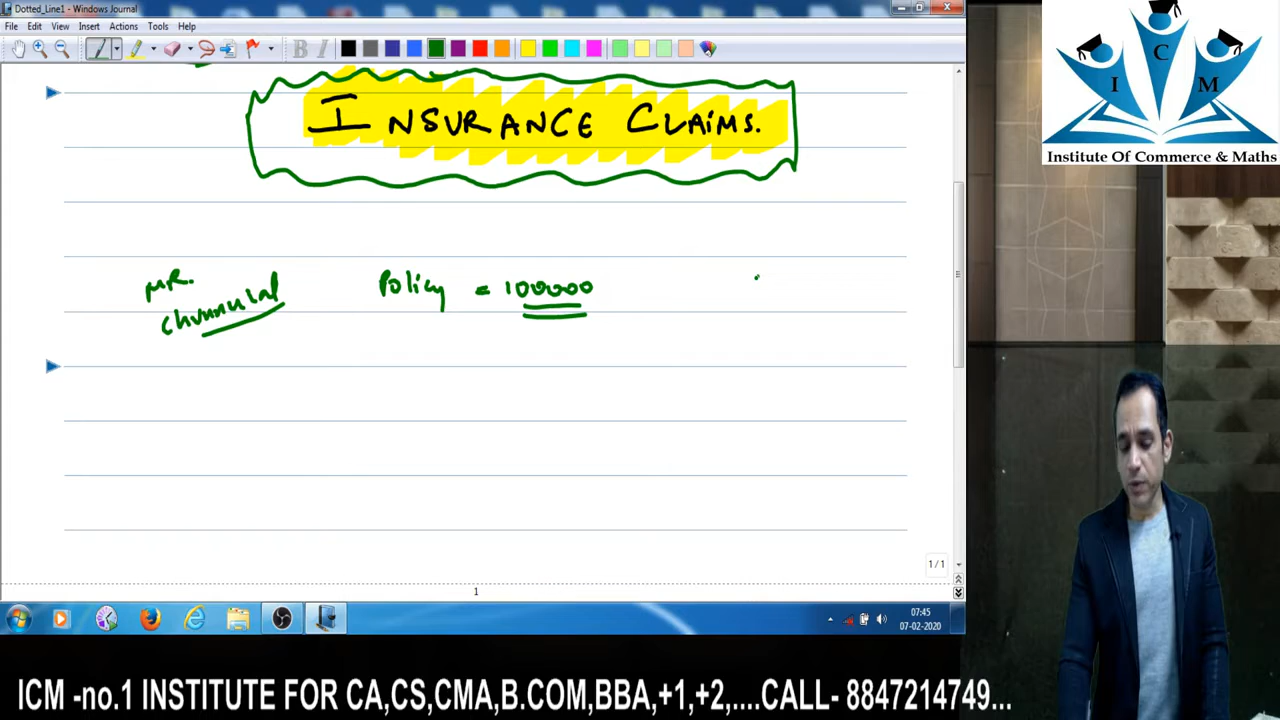 Dotted_Line1 - Windows Journal
File Edit View Insert Actions Tools Help
B I
INSURANCE CLAIMS.
MR.
Chunnulal
Policy = 100000
1/1
1
07:45
07-02-2020
I C M
Institute Of Commerce & Maths
ICM -no.1 INSTITUTE FOR CA,CS,CMA,B.COM,BBA,+1,+2,....CALL- 8847214749...